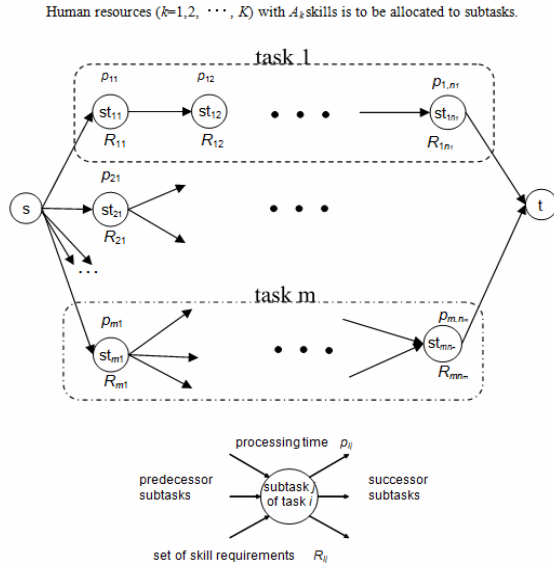 Human resources (k=1,2, ···, K) with Aₖ skills is to be allocated to subtasks.
task 1
p₁₁ p₁₂ p₁,ₙ₁
st₁₁ st₁₂ • • • st₁ₙ₁
R₁₁ R₁₂ R₁ₙ₁
p₂₁
s st₂₁ • • • t
R₂₁
...
task m
pₘ₁ pₘ,ₙₘ
stₘ₁ • • • stₘₙₘ
Rₘ₁ Rₘₙₘ
processing time pᵢⱼ
predecessor subtasks
subtask j
of task i
successor subtasks
set of skill requirements Rᵢⱼ